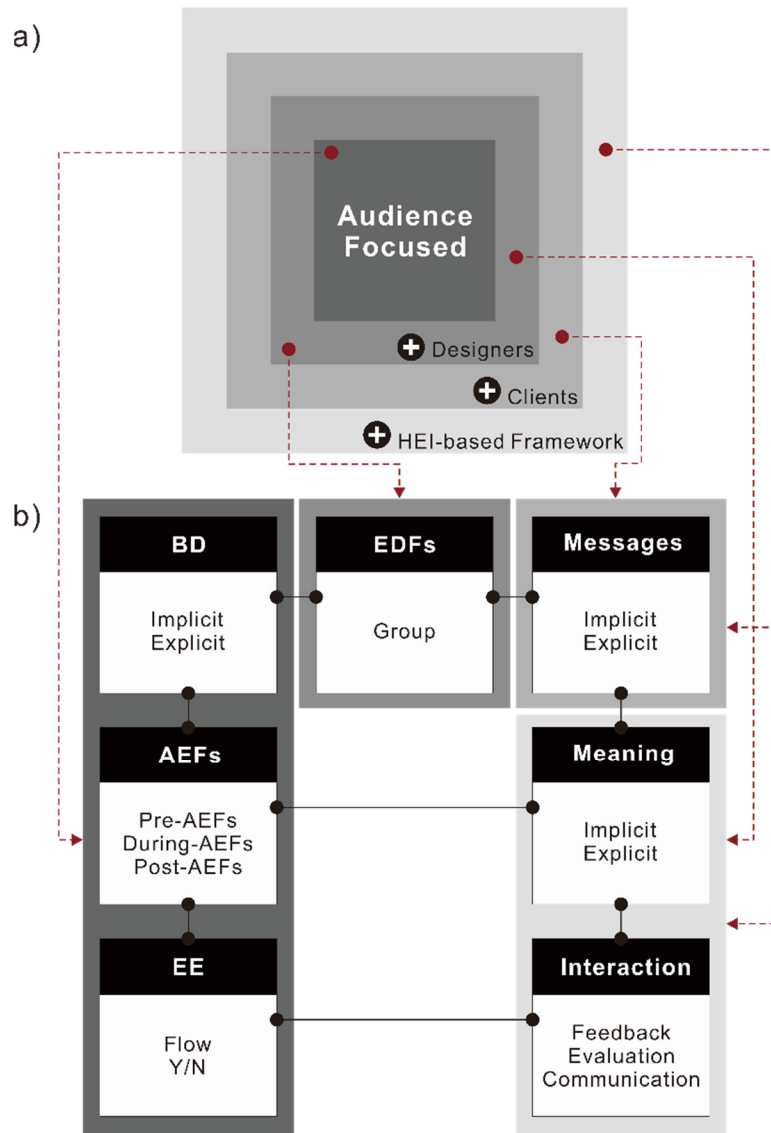 a)
Audience
Focused
Designers
Clients
HEI-based Framework
b)
BD
Implicit
Explicit
EDFs
Group
Messages
Implicit
Explicit
AEFs
Pre-AEFs
During-AEFs
Post-AEFs
Meaning
Implicit
Explicit
EE
Flow
Y/N
Interaction
Feedback
Evaluation
Communication